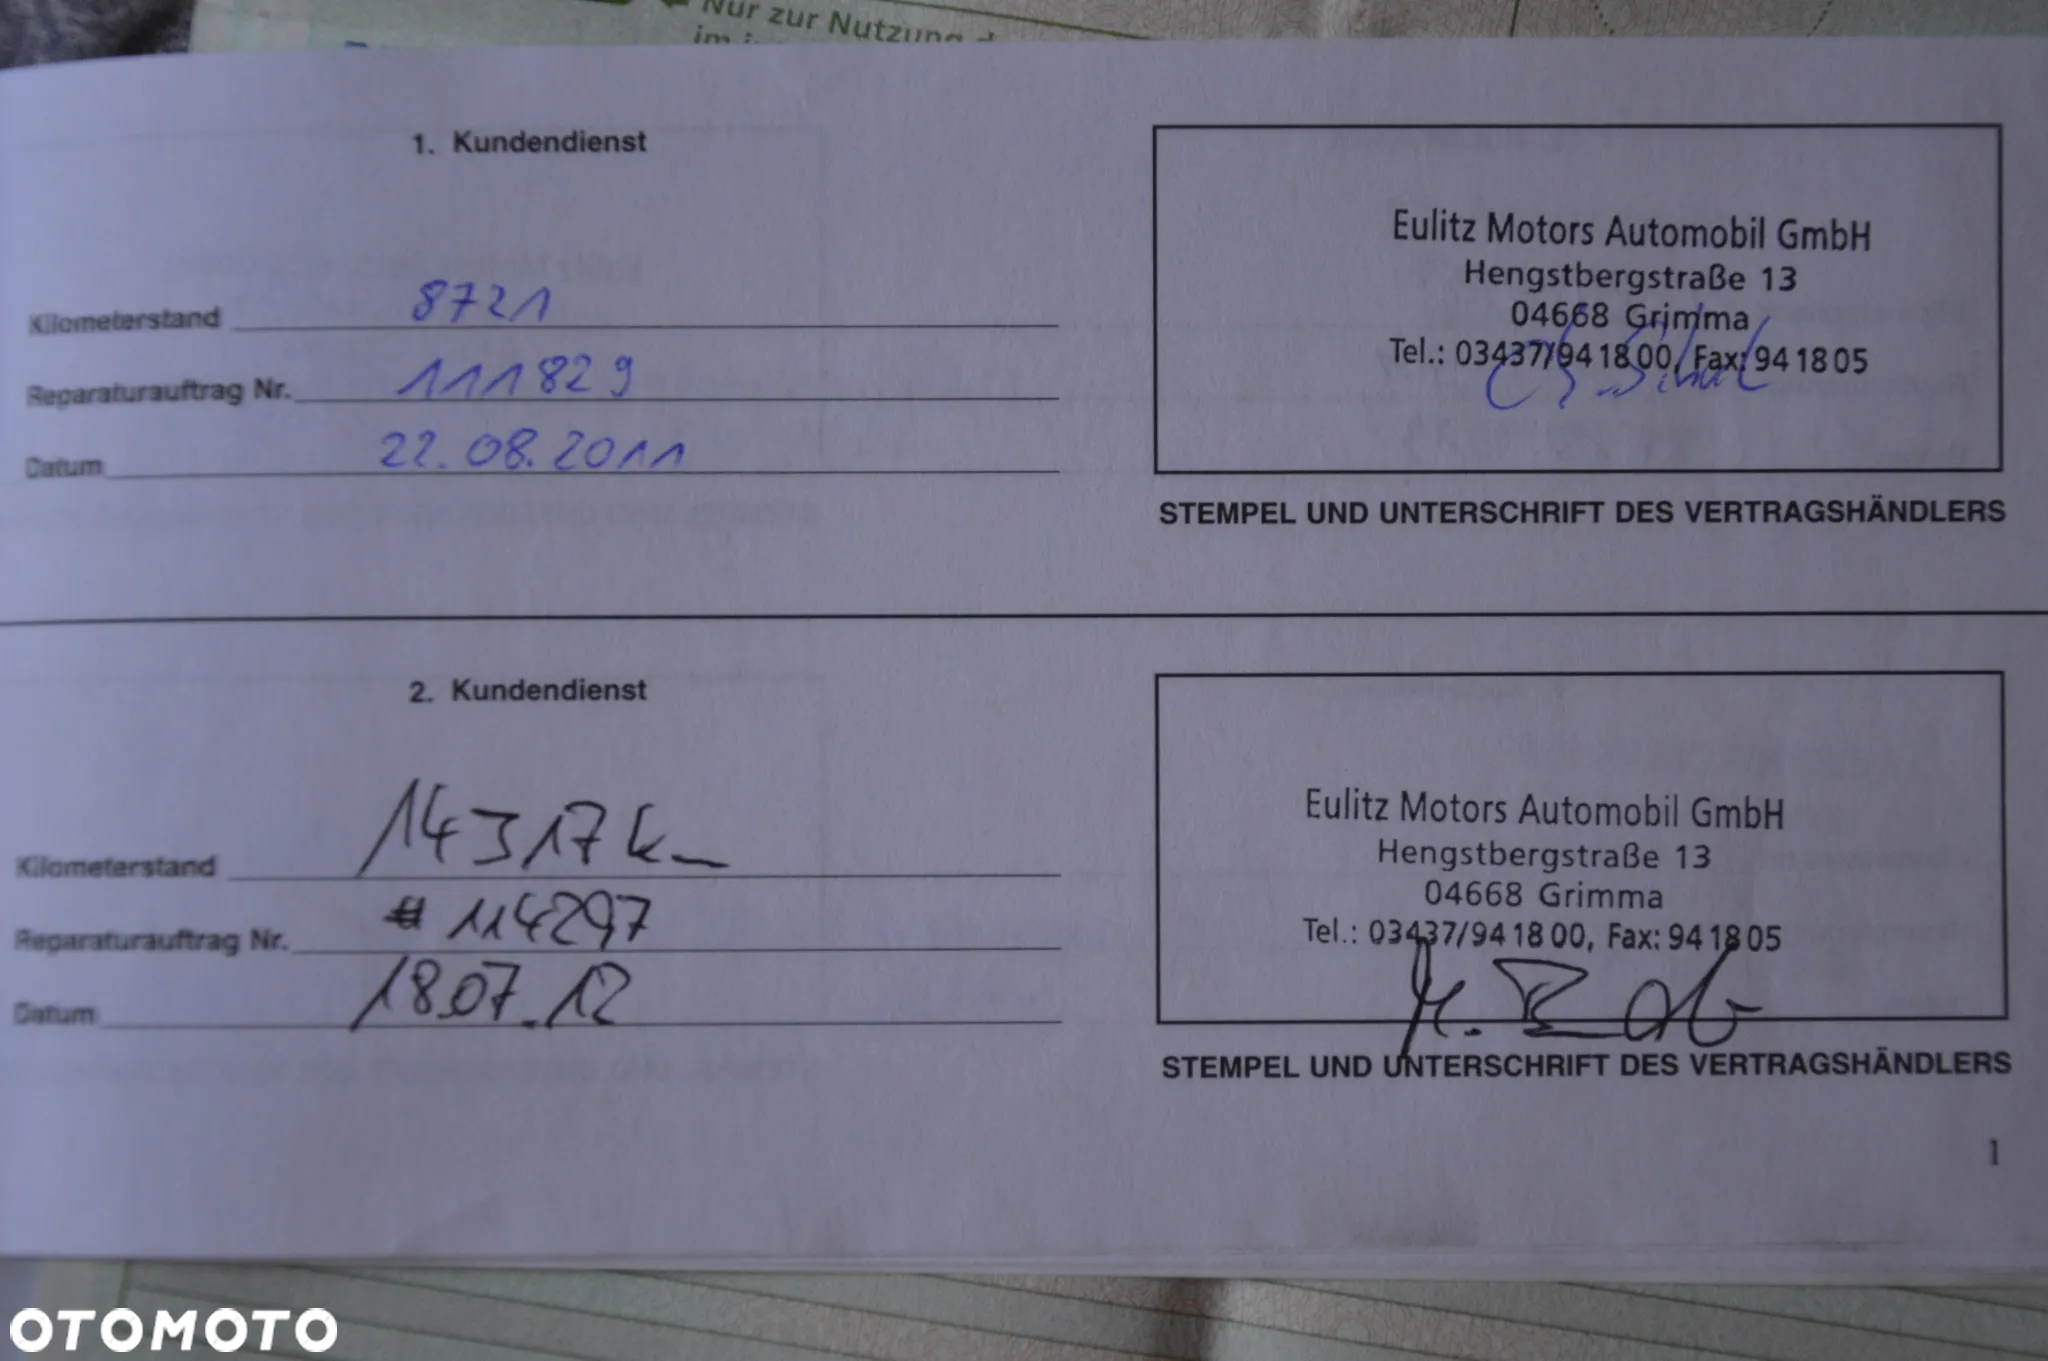 Nur zur Nutzung d
1. Kundendienst
Kilometerstand 8721
Reparaturauftrag Nr. 111829
Datum 22.08.2011
Eulitz Motors Automobil GmbH
Hengstbergstraße 13
04668 Grimma
Tel.: 03437/94 18 00, Fax: 94 18 05
STEMPEL UND UNTERSCHRIFT DES VERTRAGSHÄNDLERS
2. Kundendienst
Kilometerstand 14317 km
Reparaturauftrag Nr. # 114297
Datum 18.07.12
Eulitz Motors Automobil GmbH
Hengstbergstraße 13
04668 Grimma
Tel.: 03437/94 18 00, Fax: 94 18 05
STEMPEL UND UNTERSCHRIFT DES VERTRAGSHÄNDLERS
1
OTOMOTO